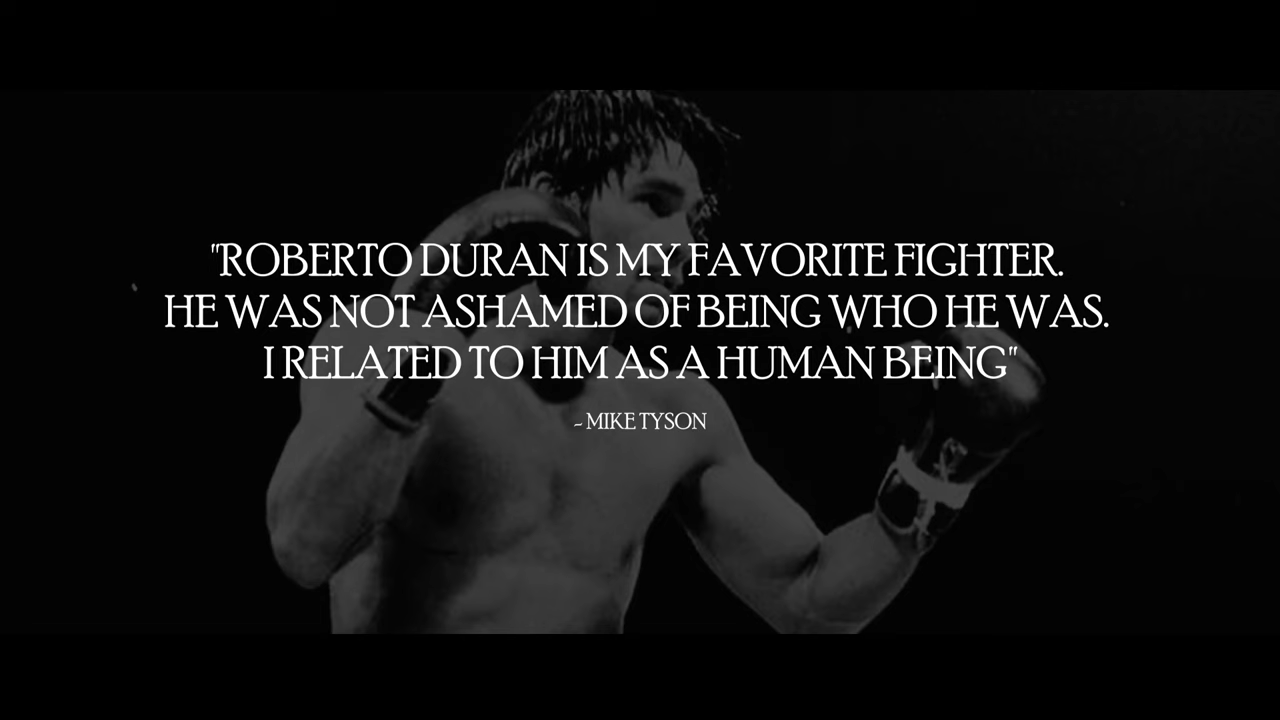 "ROBERTO DURAN IS MY FAVORITE FIGHTER.
HE WAS NOT ASHAMED OF BEING WHO HE WAS.
I RELATED TO HIM AS A HUMAN BEING"
~ MIKE TYSON